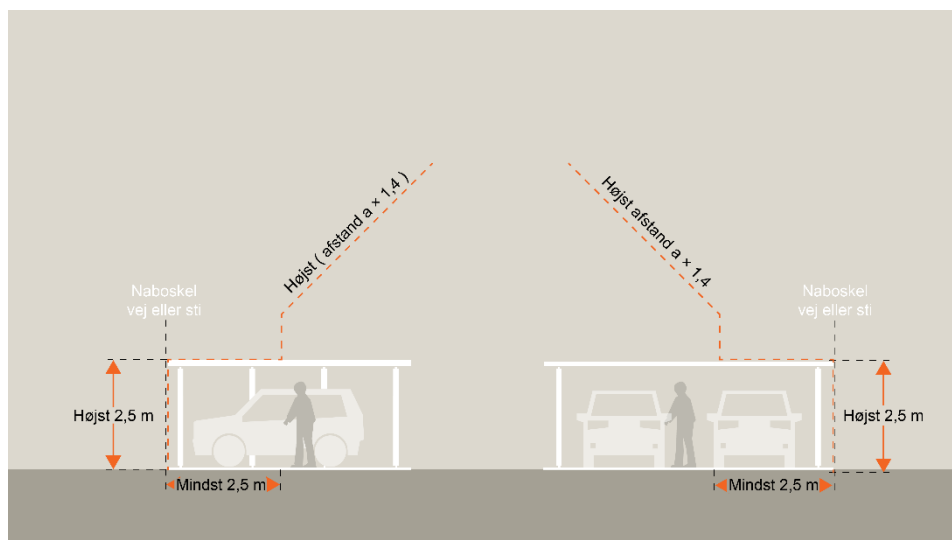 Højst ( afstand a × 1,4 )
Højst afstand a × 1,4
Naboskel
vej eller sti
Naboskel
vej eller sti
Højst 2,5 m
Højst 2,5 m
Mindst 2,5 m
Mindst 2,5 m